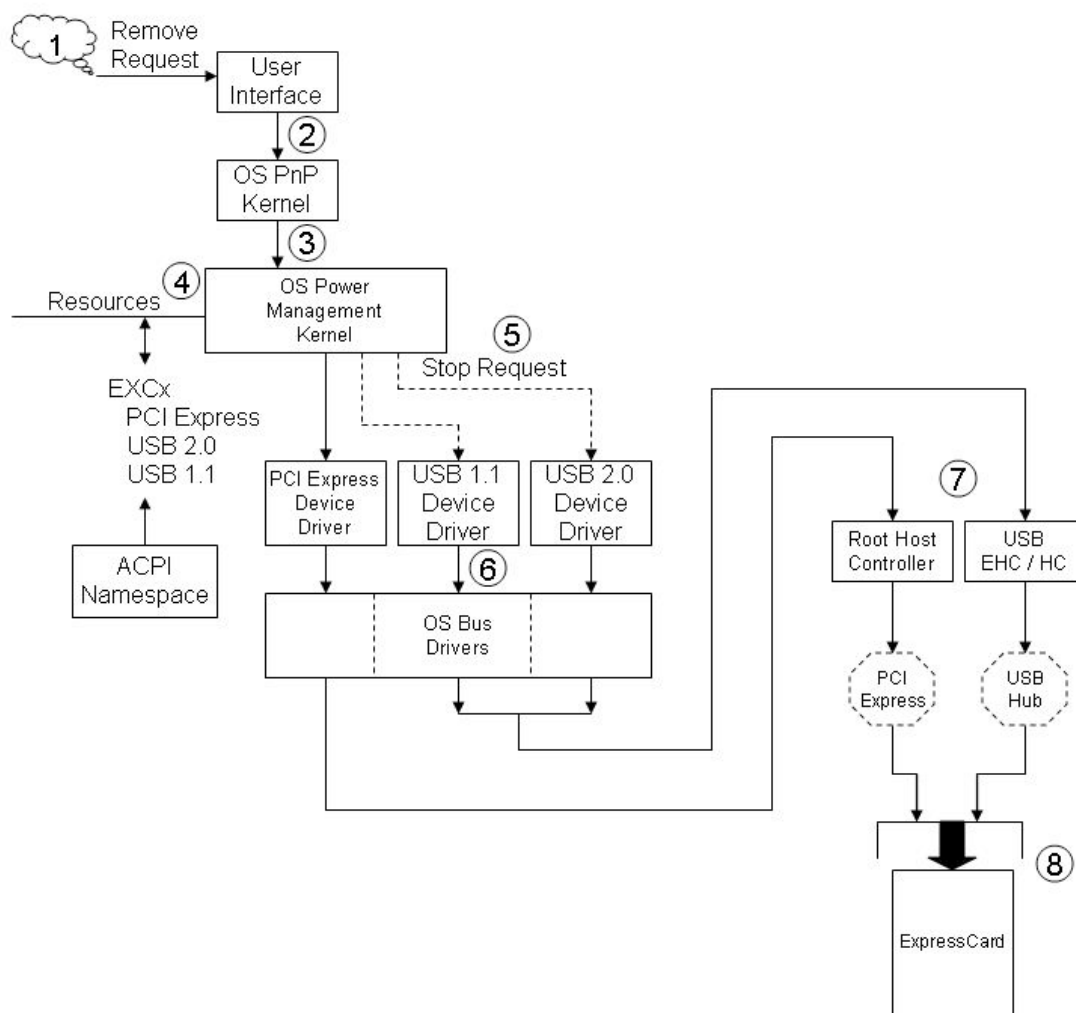 1
Remove
Request
User
Interface
2
OS PnP
Kernel
3
4
Resources
OS Power
Management
Kernel
5
Stop Request
EXCx
PCI Express
USB 2.0
USB 1.1
ACPI
Namespace
PCI Express
Device
Driver
USB 1.1
Device
Driver
USB 2.0
Device
Driver
6
OS Bus
Drivers
7
Root Host
Controller
USB
EHC / HC
PCI
Express
USB
Hub
8
ExpressCard